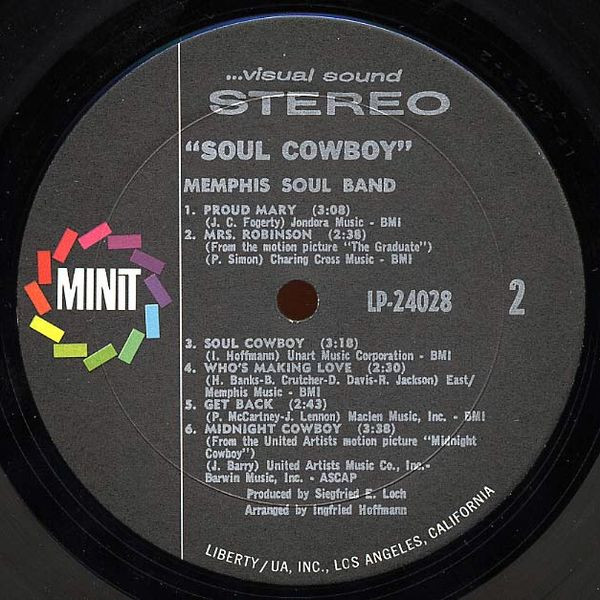 ...visual sound
STEREO
"SOUL COWBOY"
MEMPHIS SOUL BAND
1. PROUD MARY (3:08)
(J. C. Fogerty) Jondora Music - BMI
2. MRS. ROBINSON (2:38)
(From the motion picture "The Graduate")
(P. Simon) Charing Cross Music - BMI
MINIT
LP-24028
2
3. SOUL COWBOY (3:18)
(I. Hoffmann) Unart Music Corporation - BMI
4. WHO'S MAKING LOVE (2:30)
(H. Banks-B. Crutcher-D. Davis-R. Jackson) East/
Memphis Music - BMI
5. GET BACK (2:43)
(P. McCartney-J. Lennon) Maclen Music, Inc. - BMI
6. MIDNIGHT COWBOY (3:38)
(From the United Artists motion picture "Midnight
Cowboy")
(J. Barry) United Artists Music Co., Inc.-
Barwin Music, Inc. - ASCAP
Produced by Siegfried E. Loch
Arranged by Ingfried Hoffmann
LIBERTY/UA, INC., LOS ANGELES, CALIFORNIA